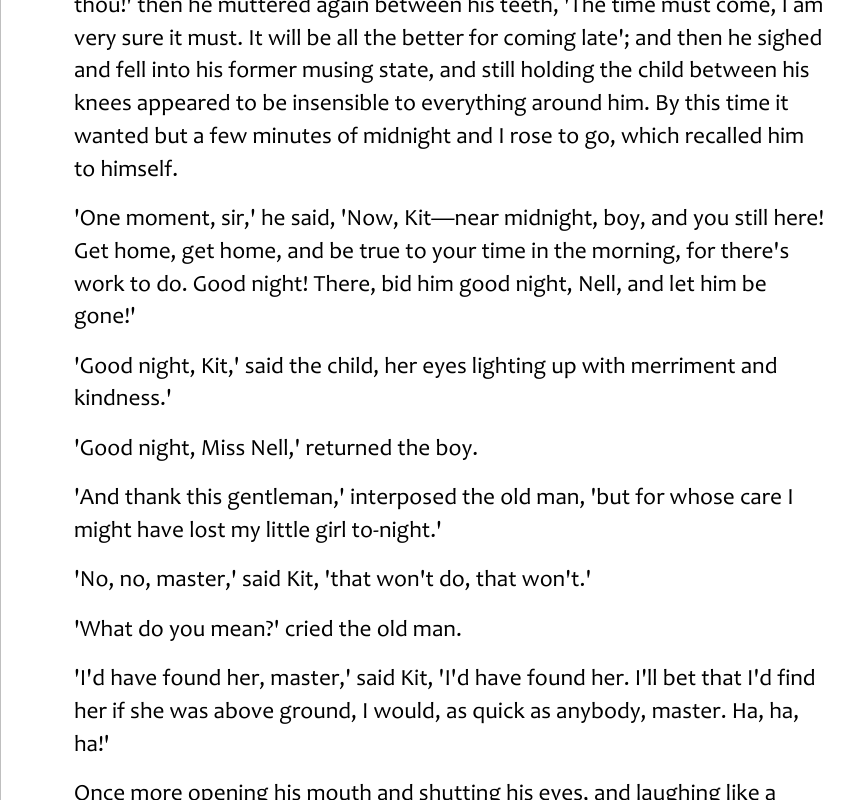 thou!' then he muttered again between his teeth, 'The time must come, I am
very sure it must. It will be all the better for coming late'; and then he sighed
and fell into his former musing state, and still holding the child between his
knees appeared to be insensible to everything around him. By this time it
wanted but a few minutes of midnight and I rose to go, which recalled him
to himself.
'One moment, sir,' he said, 'Now, Kit—near midnight, boy, and you still here!
Get home, get home, and be true to your time in the morning, for there's
work to do. Good night! There, bid him good night, Nell, and let him be
gone!'
'Good night, Kit,' said the child, her eyes lighting up with merriment and
kindness.'
'Good night, Miss Nell,' returned the boy.
'And thank this gentleman,' interposed the old man, 'but for whose care I
might have lost my little girl to-night.'
'No, no, master,' said Kit, 'that won't do, that won't.'
'What do you mean?' cried the old man.
'I'd have found her, master,' said Kit, 'I'd have found her. I'll bet that I'd find
her if she was above ground, I would, as quick as anybody, master. Ha, ha,
ha!'
Once more opening his mouth and shutting his eyes, and laughing like a